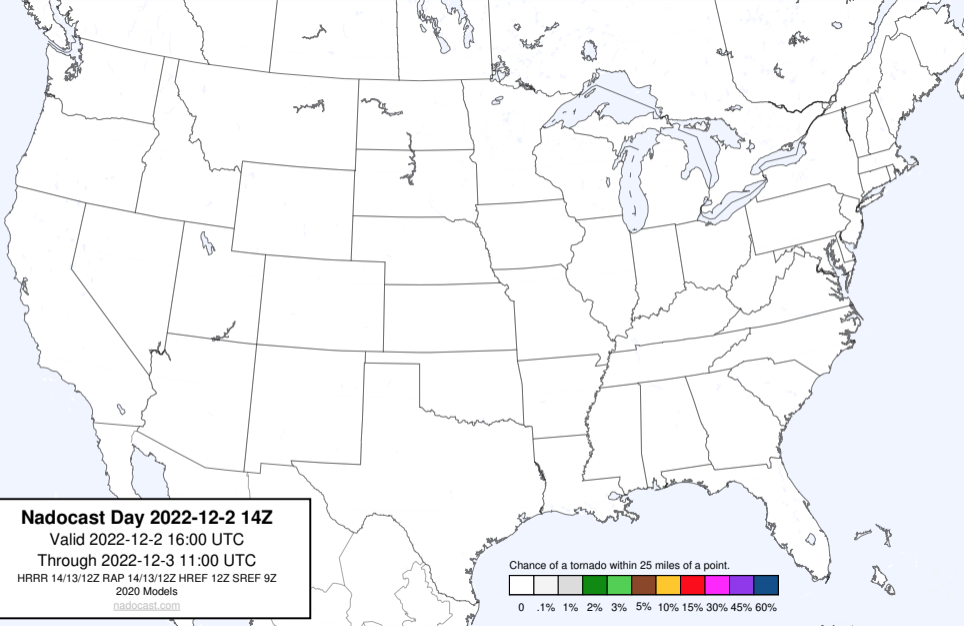 Nadocast Day 2022-12-2 14Z
Valid 2022-12-2 16:00 UTC
Through 2022-12-3 11:00 UTC
HRRR 14/13/12Z RAP 14/13/12Z HREF 12Z SREF 9Z
2020 Models
nadocast.com
Chance of a tornado within 25 miles of a point.
0 .1% 1% 2% 3% 5% 10% 15% 30% 45% 60%